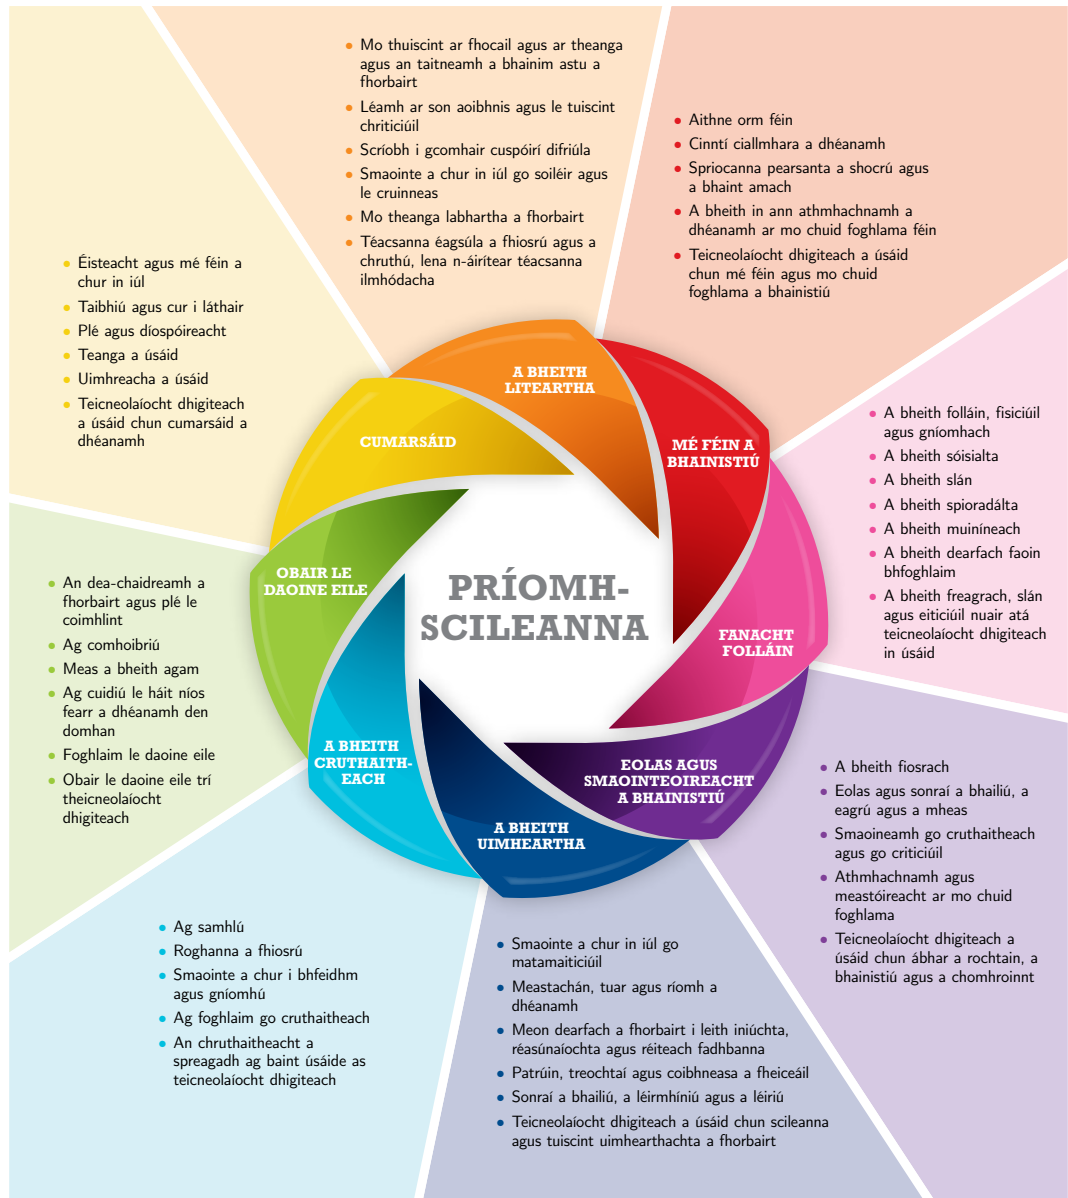 PRÍOMH-
SCILEANNA
A BHEITH
LITEARTHA
• Mo thuiscint ar fhocail agus ar theanga
agus an taitneamh a bhainim astu a
fhorbairt
• Léamh ar son aoibhnis agus le tuiscint
chriticiúil
• Scríobh i gcomhair cuspóirí difriúla
• Smaointe a chur in iúl go soiléir agus
le cruinneas
• Mo theanga labhartha a fhorbairt
• Téacsanna éagsúla a fhiosrú agus a
chruthú, lena n-áirítear téacsanna
ilmhódacha
MÉ FÉIN A
BHAINISTIÚ
• Aithne orm féin
• Cinntí ciallmhara a dhéanamh
• Spriocanna pearsanta a shocrú agus
a bhaint amach
• A bheith in ann athmhachnamh a
dhéanamh ar mo chuid foghlama féin
• Teicneolaíocht dhigiteach a úsáid
chun mé féin agus mo chuid
foghlama a bhainistiú
FANACHT
FOLLÁIN
• A bheith folláin, fisiciúil
agus gníomhach
• A bheith sóisialta
• A bheith slán
• A bheith spioradálta
• A bheith muiníneach
• A bheith dearfach faoin
bhfoghlaim
• A bheith freagrach, slán
agus eiticiúil nuair atá
teicneolaíocht dhigiteach
in úsáid
EOLAS AGUS
SMAOINTEOIREACHT
A BHAINISTIÚ
• A bheith fiosrach
• Eolas agus sonraí a bhailiú, a
eagrú agus a mheas
• Smaoineamh go cruthaitheach
agus go criticiúil
• Athmhachnamh agus
meastóireacht ar mo chuid
foghlama
• Teicneolaíocht dhigiteach a
úsáid chun ábhar a rochtain, a
bhainistiú agus a chomhroinnt
A BHEITH
UIMHEARTHA
• Smaointe a chur in iúl go
matamaiticiúil
• Meastachán, tuar agus ríomh a
dhéanamh
• Meon dearfach a fhorbairt i leith iniúchta,
réasúnaíochta agus réiteach fadhbanna
• Patrúin, treochtaí agus coibhneasa a fheiceáil
• Sonraí a bhailiú, a léirmhíniú agus a léiriú
• Teicneolaíocht dhigiteach a úsáid chun scileanna
agus tuiscint uimhearthachta a fhorbairt
A BHEITH
CRUTHAITH-
EACH
• Ag samhlú
• Roghanna a fhiosrú
• Smaointe a chur i bhfeidhm
agus gníomhú
• Ag foghlaim go cruthaitheach
• An chruthaitheacht a
spreagadh ag baint úsáide as
teicneolaíocht dhigiteach
OBAIR LE
DAOINE EILE
• An dea-chaidreamh a
fhorbairt agus plé le
coimhlint
• Ag comhoibriú
• Meas a bheith agam
• Ag cuidiú le háit níos
fearr a dhéanamh den
domhan
• Foghlaim le daoine eile
• Obair le daoine eile trí
theicneolaíocht
dhigiteach
CUMARSÁID
• Éisteacht agus mé féin a
chur in iúl
• Taibhiú agus cur i láthair
• Plé agus díospóireacht
• Teanga a úsáid
• Uimhreacha a úsáid
• Teicneolaíocht dhigiteach
a úsáid chun cumarsáid a
dhéanamh